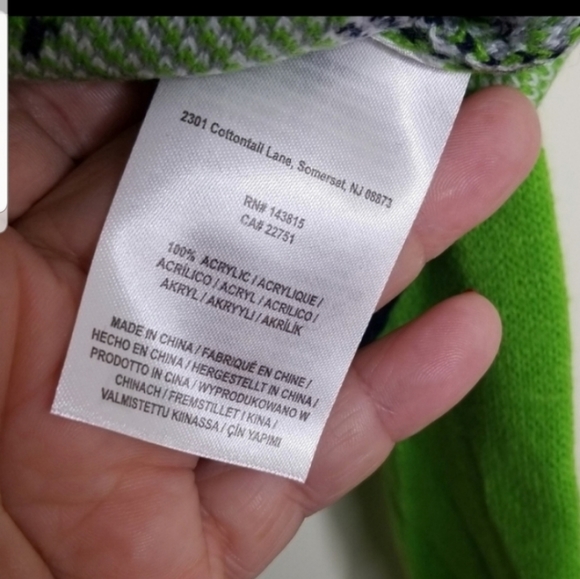 2301 Cottontail Lane, Somerset, NJ 08873
RN# 143815
CA# 22751
100% ACRYLIC / ACRYLIQUE /
ACRÍLICO / ACRYL / ACRILICO /
AKRYL / AKRYYLI / AKRİLİK
MADE IN CHINA / FABRIQUÉ EN CHINE /
HECHO EN CHINA / HERGESTELLT IN CHINA /
PRODOTTO IN CINA / WYPRODUKOWANO W
CHINACH / FREMSTILLET I KINA /
VALMISTETTU KIINASSA / ÇİN YAPIMI